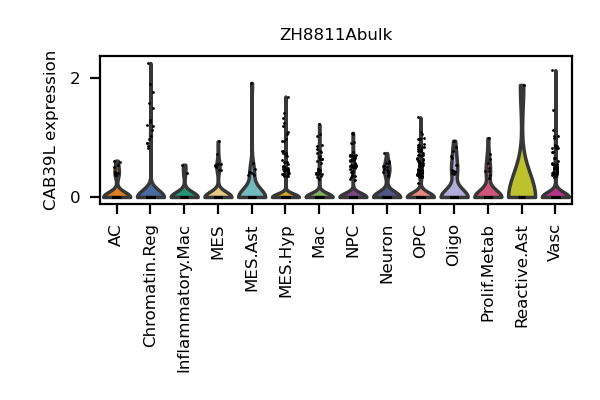 ZH8811Abulk
CAB39L expression
2
0
AC
Chromatin.Reg
Inflammatory.Mac
MES
MES.Ast
MES.Hyp
Mac
NPC
Neuron
OPC
Oligo
Prolif.Metab
Reactive.Ast
Vasc